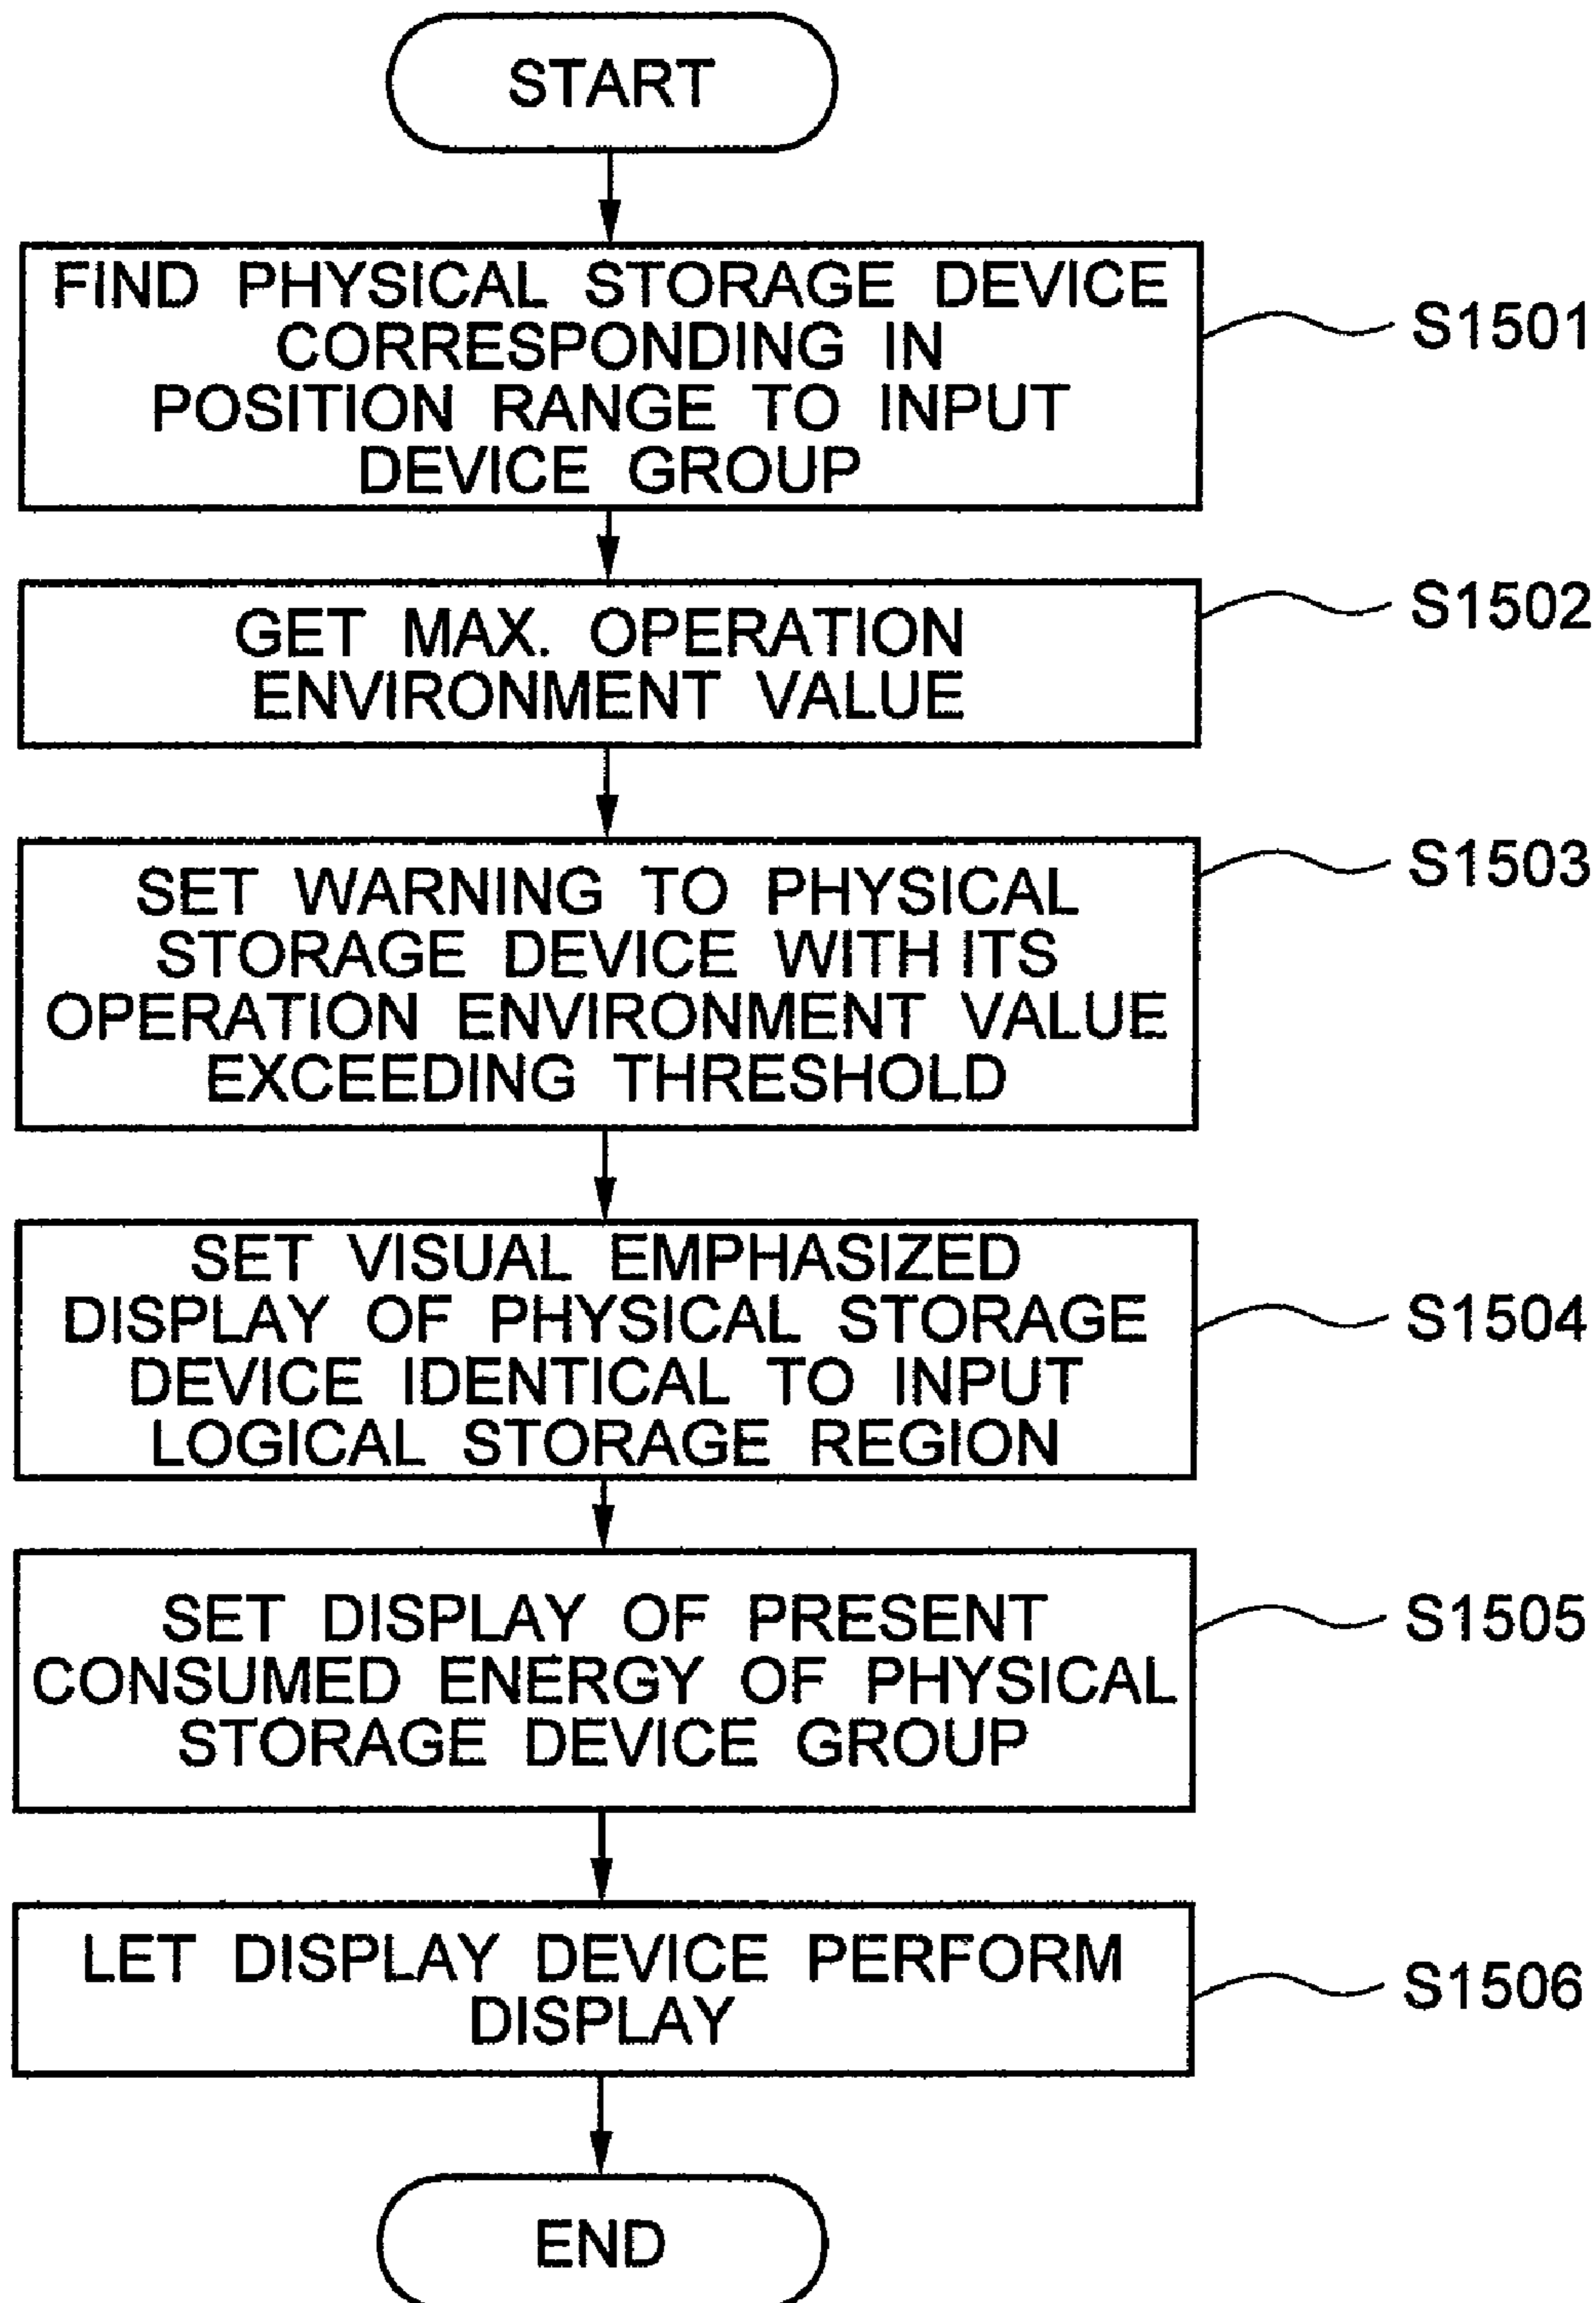 START
FIND PHYSICAL STORAGE DEVICE
CORRESPONDING IN
POSITION RANGE TO INPUT
DEVICE GROUP
S1501
GET MAX. OPERATION
ENVIRONMENT VALUE
S1502
SET WARNING TO PHYSICAL
STORAGE DEVICE WITH ITS
OPERATION ENVIRONMENT VALUE
EXCEEDING THRESHOLD
S1503
SET VISUAL EMPHASIZED
DISPLAY OF PHYSICAL STORAGE
DEVICE IDENTICAL TO INPUT
LOGICAL STORAGE REGION
S1504
SET DISPLAY OF PRESENT
CONSUMED ENERGY OF PHYSICAL
STORAGE DEVICE GROUP
S1505
LET DISPLAY DEVICE PERFORM
DISPLAY
S1506
END